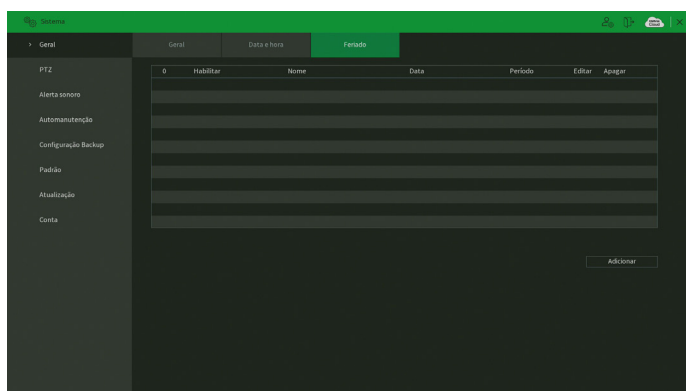 Sistema
> Geral
Geral
Data e hora
Feriado
PTZ
Alerta sonoro
Automanutenção
Configuração Backup
Padrão
Atualização
Conta
0 Habilitar Nome Data Período Editar Apagar
Adicionar